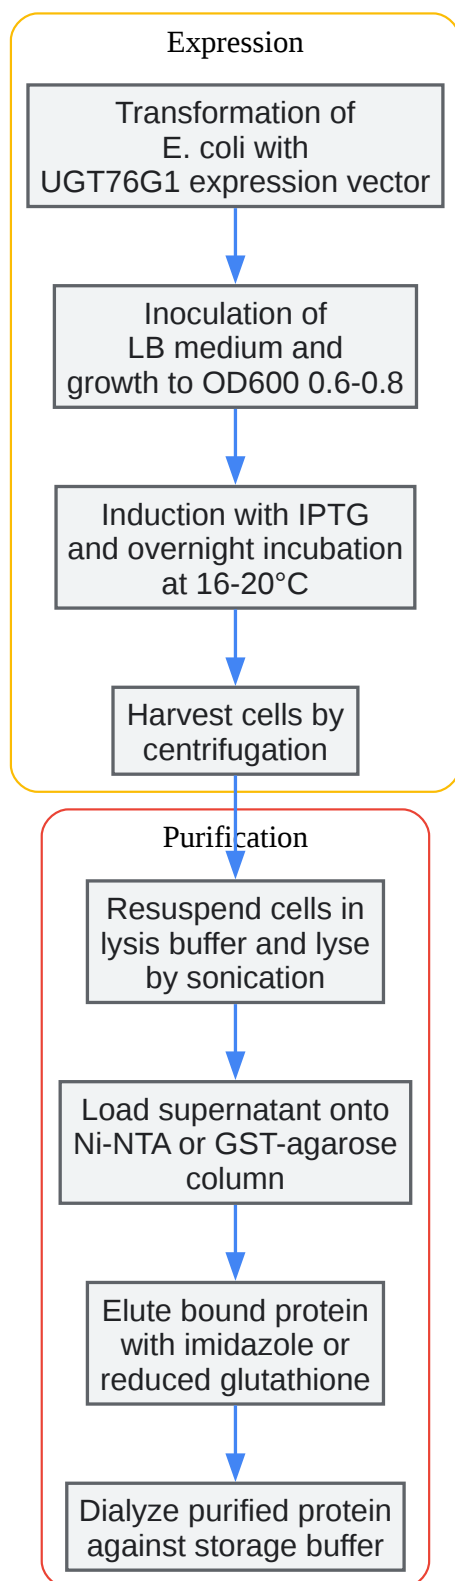 Expression
Transformation of
E. coli with
UGT76G1 expression vector
Inoculation of
LB medium and
growth to OD600 0.6-0.8
Induction with IPTG
and overnight incubation
at 16-20°C
Harvest cells by
centrifugation
Purification
Resuspend cells in
lysis buffer and lyse
by sonication
Load supernatant onto
Ni-NTA or GST-agarose
column
Elute bound protein
with imidazole or
reduced glutathione
Dialyze purified protein
against storage buffer